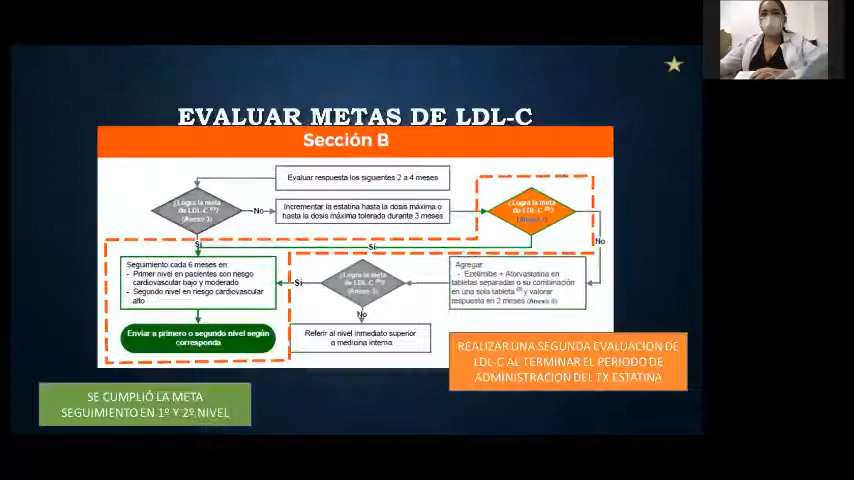 EVALUAR METAS DE LDL-C
Sección B
Evaluar respuesta los siguientes 2 a 4 meses
¿Logra la meta
de LDL-C
(Anexo 3)
No
Incrementar la estatina hasta la dosis máxima o
hasta la dosis máxima tolerada durante 3 meses
¿Logra la meta
de LDL-C
No
Sí
Sí
Seguimiento cada 6 meses en:
- Primer nivel en pacientes con riesgo
cardiovascular bajo y moderado
- Segundo nivel en riesgo cardiovascular
alto
Sí
¿Logra la meta
de LDL-C
Agregar:
- Ezetimibe + Atorvastatina en
tabletas separadas o su combinación
en una sola tableta y valorar
respuesta en 2 meses (Anexo 6)
No
Enviar a primero o segundo nivel según
corresponda
Referir al nivel inmediato superior
a medicina interna
REALIZAR UNA SEGUNDA EVALUACION DE
LDL-C AL TERMINAR EL PERIODO DE
ADMINISTRACION DEL TX ESTATINA
SE CUMPLIÓ LA META
SEGUIMIENTO EN 1º Y 2º NIVEL